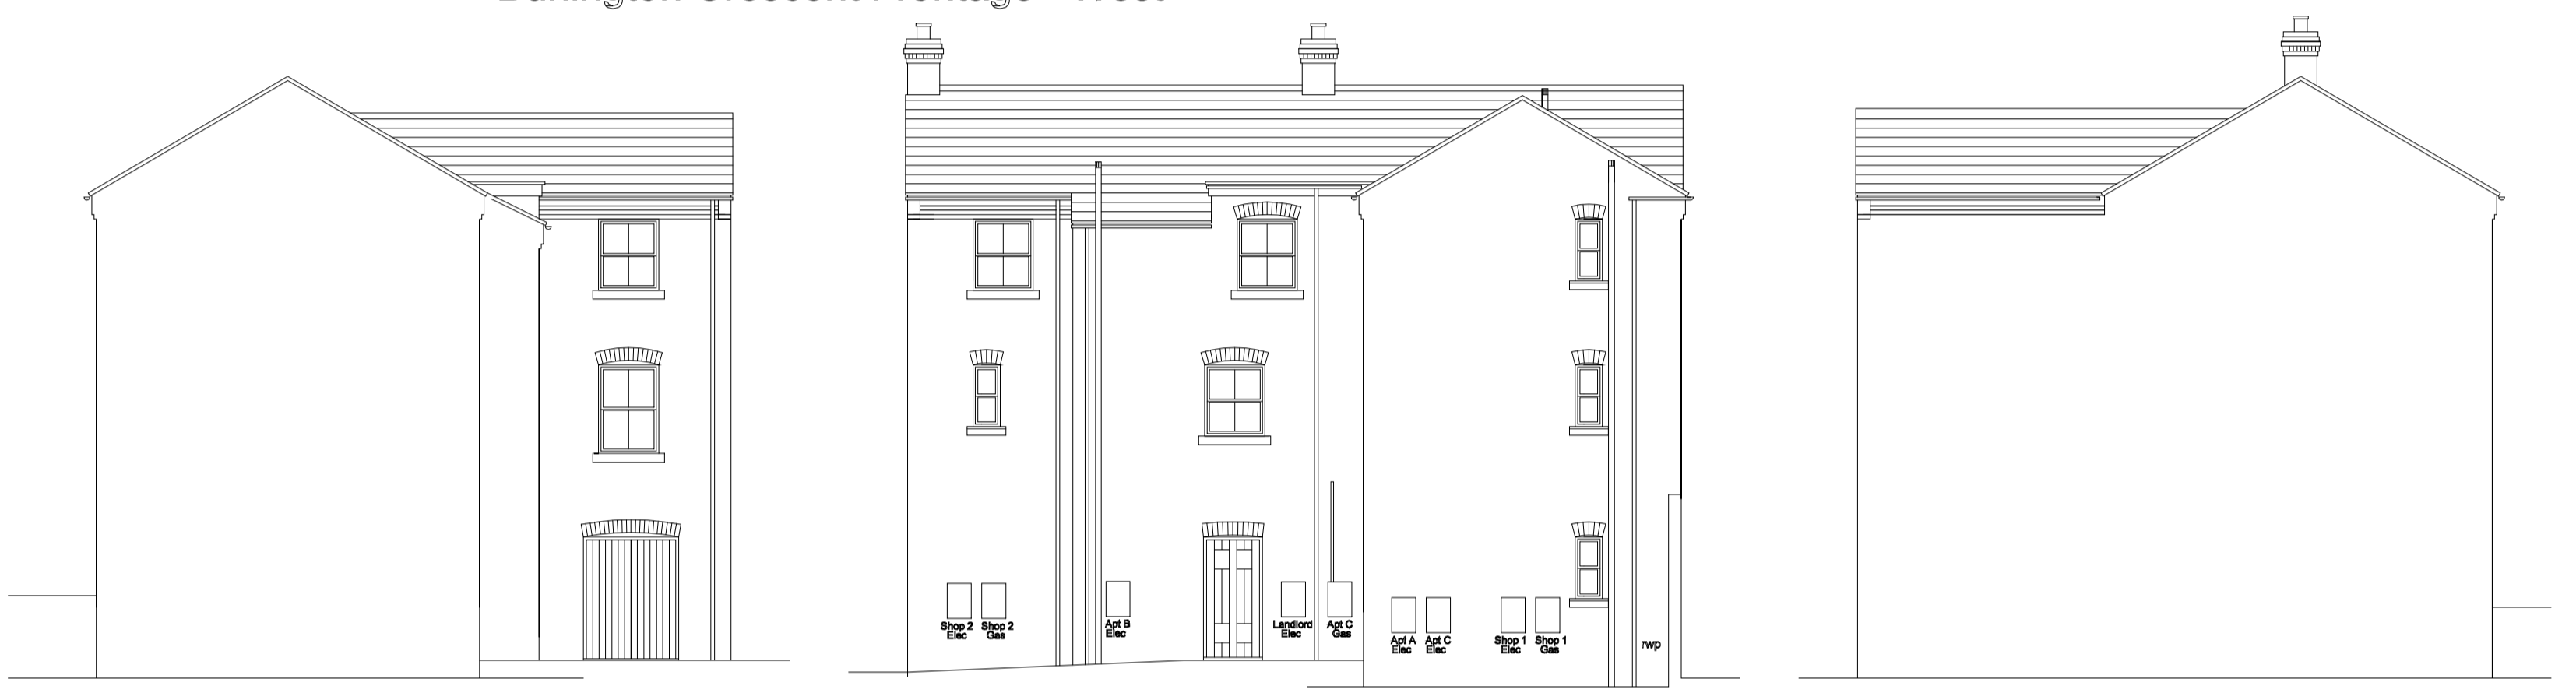 Shop 2
Elec
Shop 2
Gas
Apt B
Elec
Landlord
Elec
Apt C
Gas
Apt A
Elec
Apt C
Elec
Shop 1
Elec
Shop 1
Gas
rwp